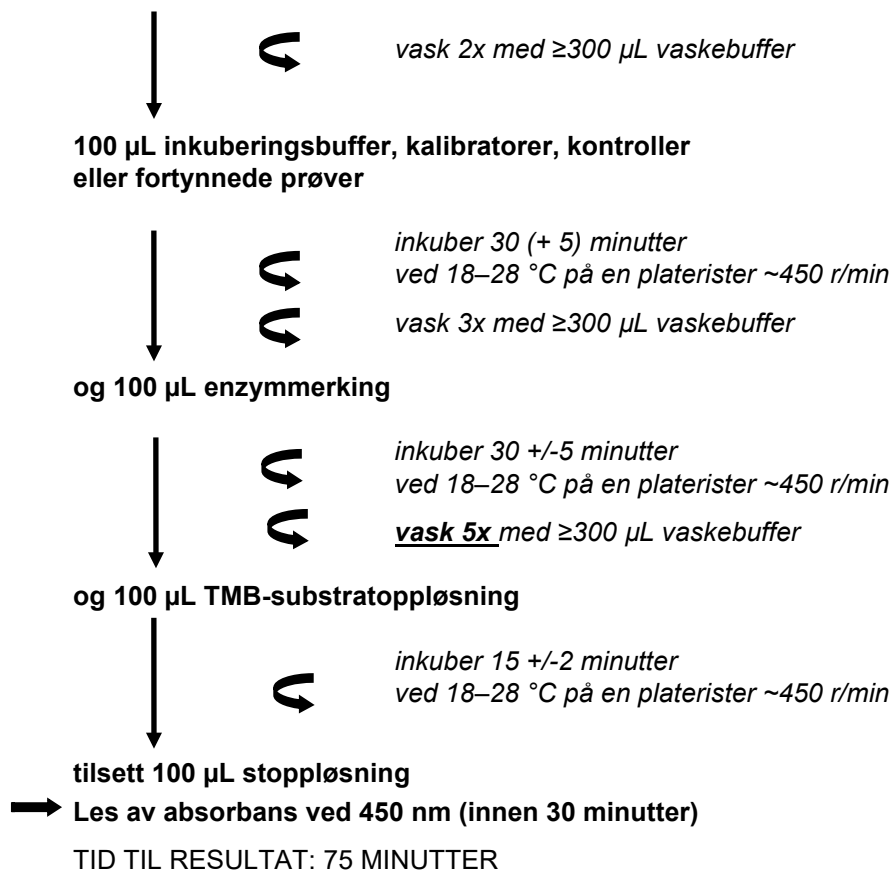 vask 2x med ≥300 µL vaskebuffer
100 µL inkuberingsbuffer, kalibratorer, kontroller
eller fortynnede prøver
inkuber 30 (+ 5) minutter
ved 18–28 °C på en platerister ~450 r/min
vask 3x med ≥300 µL vaskebuffer
og 100 µL enzymmerking
inkuber 30 +/-5 minutter
ved 18–28 °C på en platerister ~450 r/min
vask 5x med ≥300 µL vaskebuffer
og 100 µL TMB-substratoppløsning
inkuber 15 +/-2 minutter
ved 18–28 °C på en platerister ~450 r/min
tilsett 100 µL stoppløsning
Les av absorbans ved 450 nm (innen 30 minutter)
TID TIL RESULTAT: 75 MINUTTER